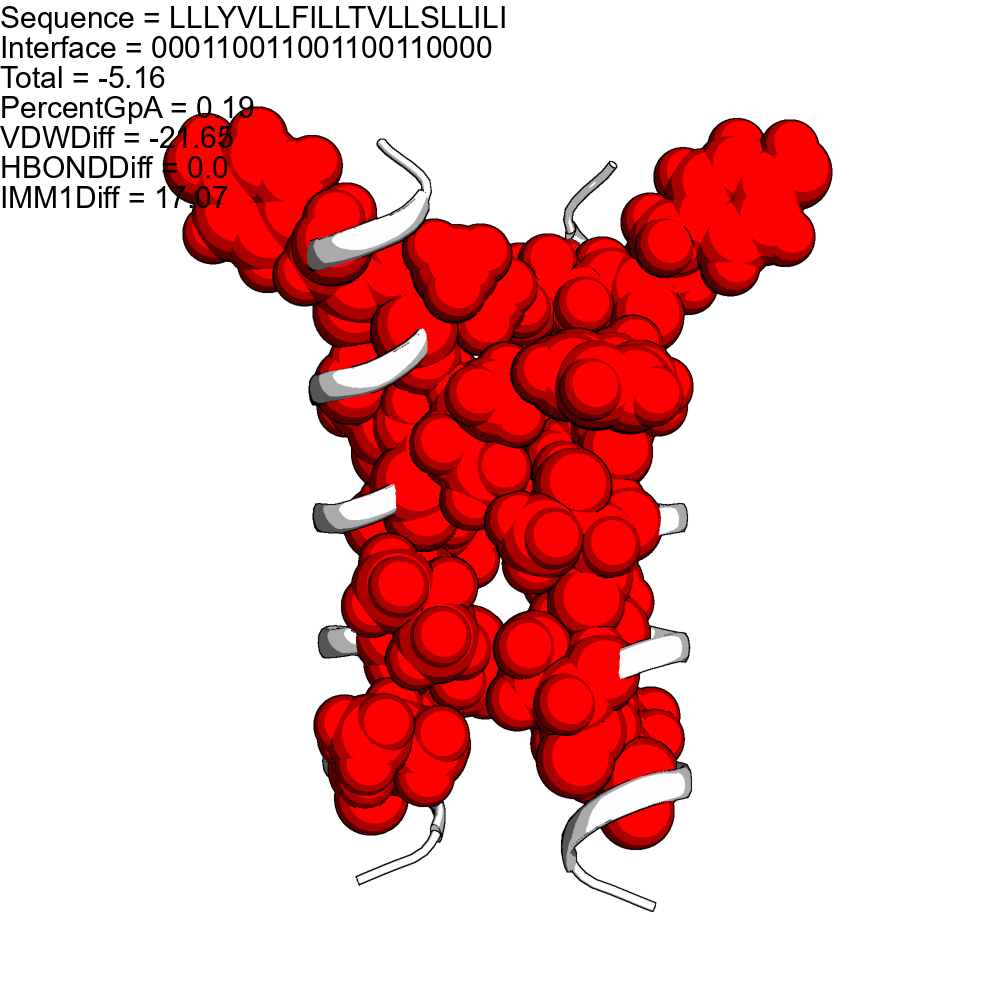 Sequence = LLLYVLLFILLTVLLSLLILI
Interface = 000110011001100110000
Total = -5.16
PercentGpA = 0.19
VDWDiff = -21.65
HBONDDiff = 0.0
IMM1Diff = 17.07